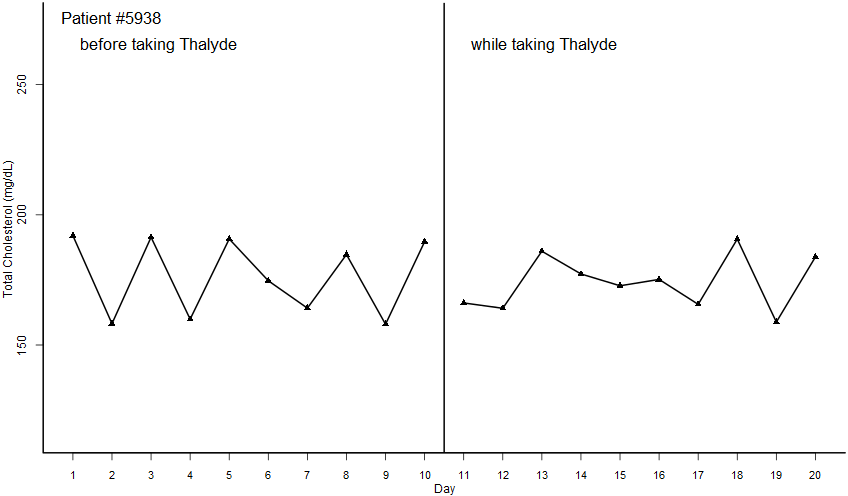 Patient #5938
before taking Thalyde
while taking Thalyde
Total Cholesterol (mg/dL)
250
200
150
1 2 3 4 5 6 7 8 9 10 11 12 13 14 15 16 17 18 19 20
Day